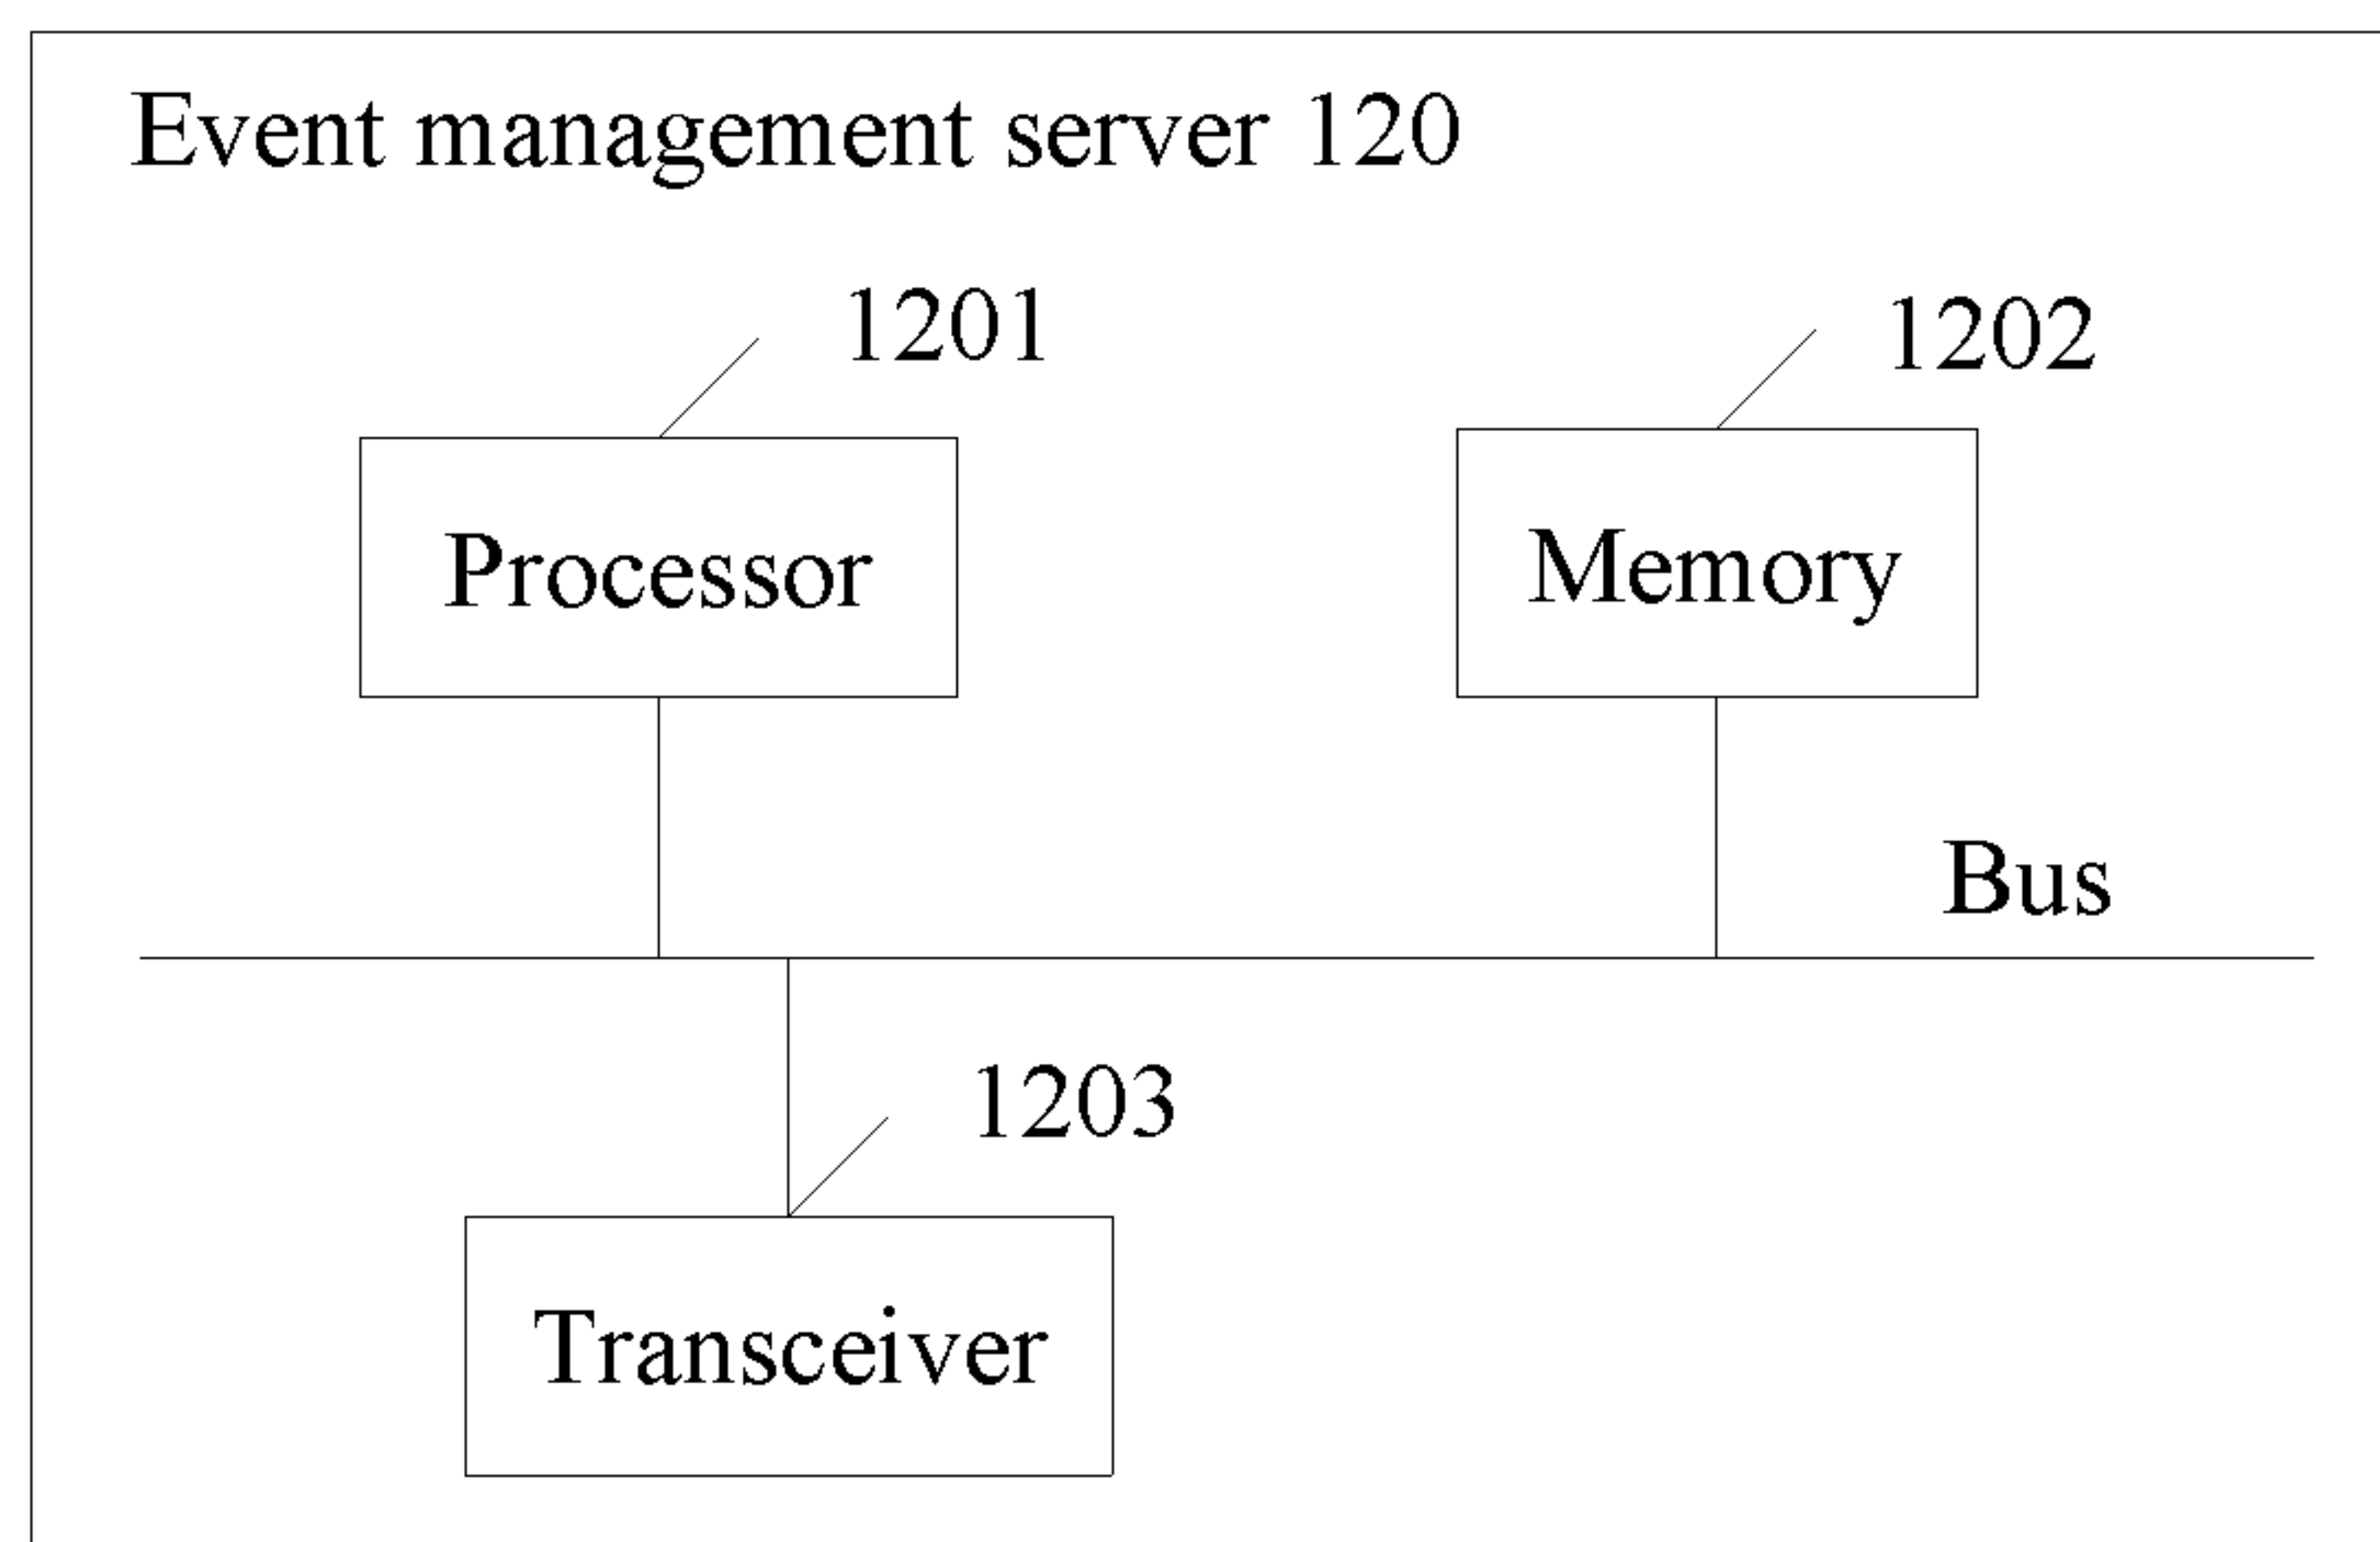 Event management server 120
1201
1202
Processor
Memory
Bus
1203
Transceiver